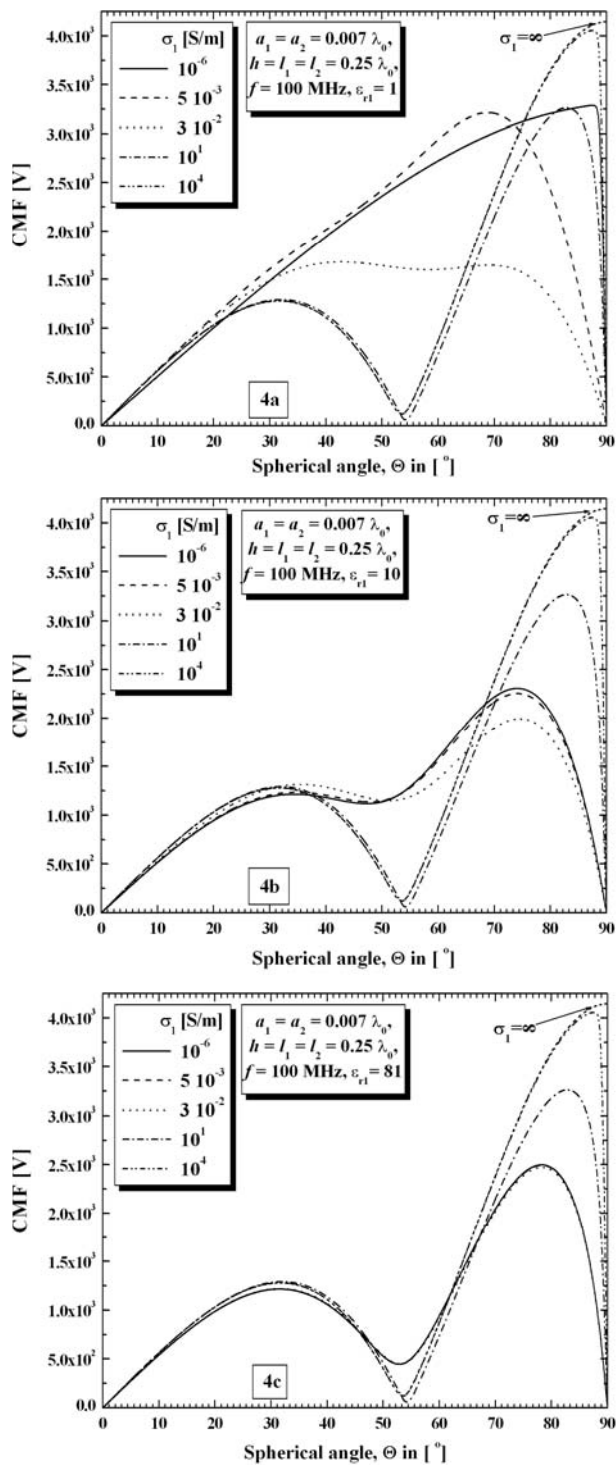 4.0x10³
3.5x10³
3.0x10³
2.5x10³
2.0x10³
1.5x10³
1.0x10³
5.0x10²
0.0
CMF [V]
σ₁ [S/m]
10⁻⁶
5 10⁻³
3 10⁻²
10¹
10⁴
a₁ = a₂ = 0.007 λ₀,
h = l₁ = l₂ = 0.25 λ₀,
f = 100 MHz, ε_r1 = 1
σ₁=∞
4a
0 10 20 30 40 50 60 70 80 90
Spherical angle, Θ in [ °]
4.0x10³
3.5x10³
3.0x10³
2.5x10³
2.0x10³
1.5x10³
1.0x10³
5.0x10²
0.0
CMF [V]
σ₁ [S/m]
10⁻⁶
5 10⁻³
3 10⁻²
10¹
10⁴
a₁ = a₂ = 0.007 λ₀,
h = l₁ = l₂ = 0.25 λ₀,
f = 100 MHz, ε_r1 = 10
σ₁=∞
4b
0 10 20 30 40 50 60 70 80 90
Spherical angle, Θ in [ °]
4.0x10³
3.5x10³
3.0x10³
2.5x10³
2.0x10³
1.5x10³
1.0x10³
5.0x10²
0.0
CMF [V]
σ₁ [S/m]
10⁻⁶
5 10⁻³
3 10⁻²
10¹
10⁴
a₁ = a₂ = 0.007 λ₀,
h = l₁ = l₂ = 0.25 λ₀,
f = 100 MHz, ε_r1 = 81
σ₁=∞
4c
0 10 20 30 40 50 60 70 80 90
Spherical angle, Θ in [ °]